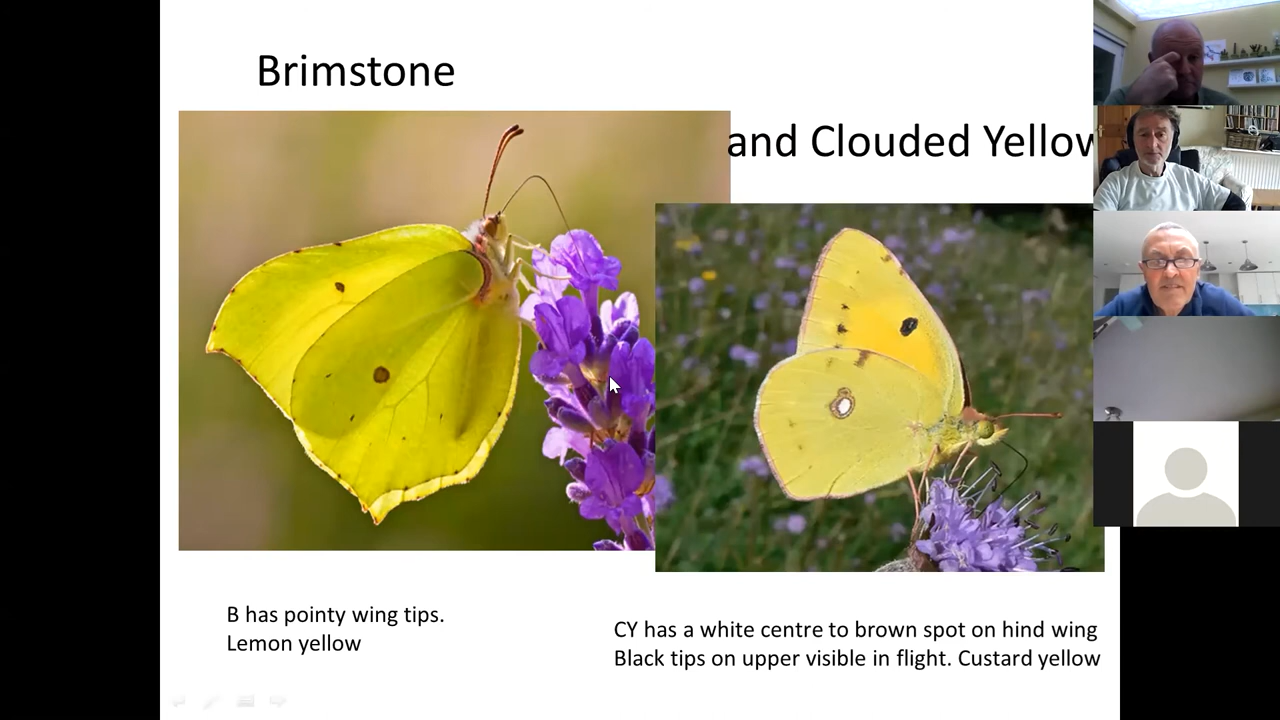 Brimstone
and Clouded Yellow
B has pointy wing tips.
Lemon yellow
CY has a white centre to brown spot on hind wing
Black tips on upper visible in flight. Custard yellow